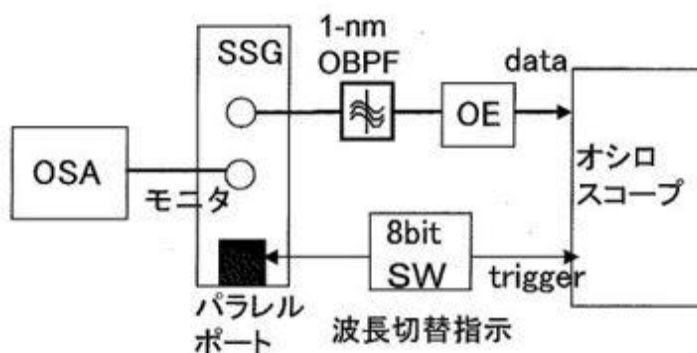 1-nm
OBPF
SSG
data
OE
OSA
モニタ
オシロ
スコープ
8bit
SW
trigger
パラレル
ポート
波長切替指示